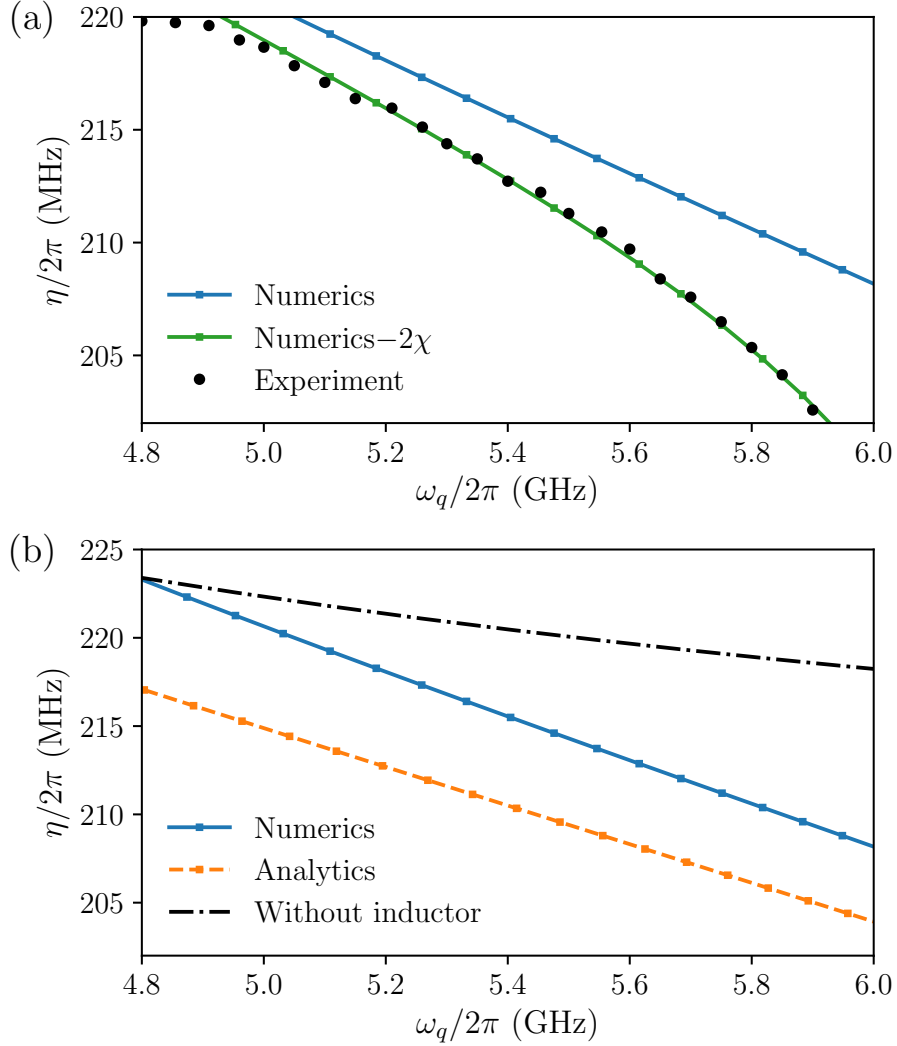 (a)
220
215
210
205
η/2π (MHz)
Numerics
Numerics−2χ
Experiment
4.8 5.0 5.2 5.4 5.6 5.8 6.0
ω_q/2π (GHz)
(b)
225
220
215
210
205
η/2π (MHz)
Numerics
Analytics
Without inductor
4.8 5.0 5.2 5.4 5.6 5.8 6.0
ω_q/2π (GHz)